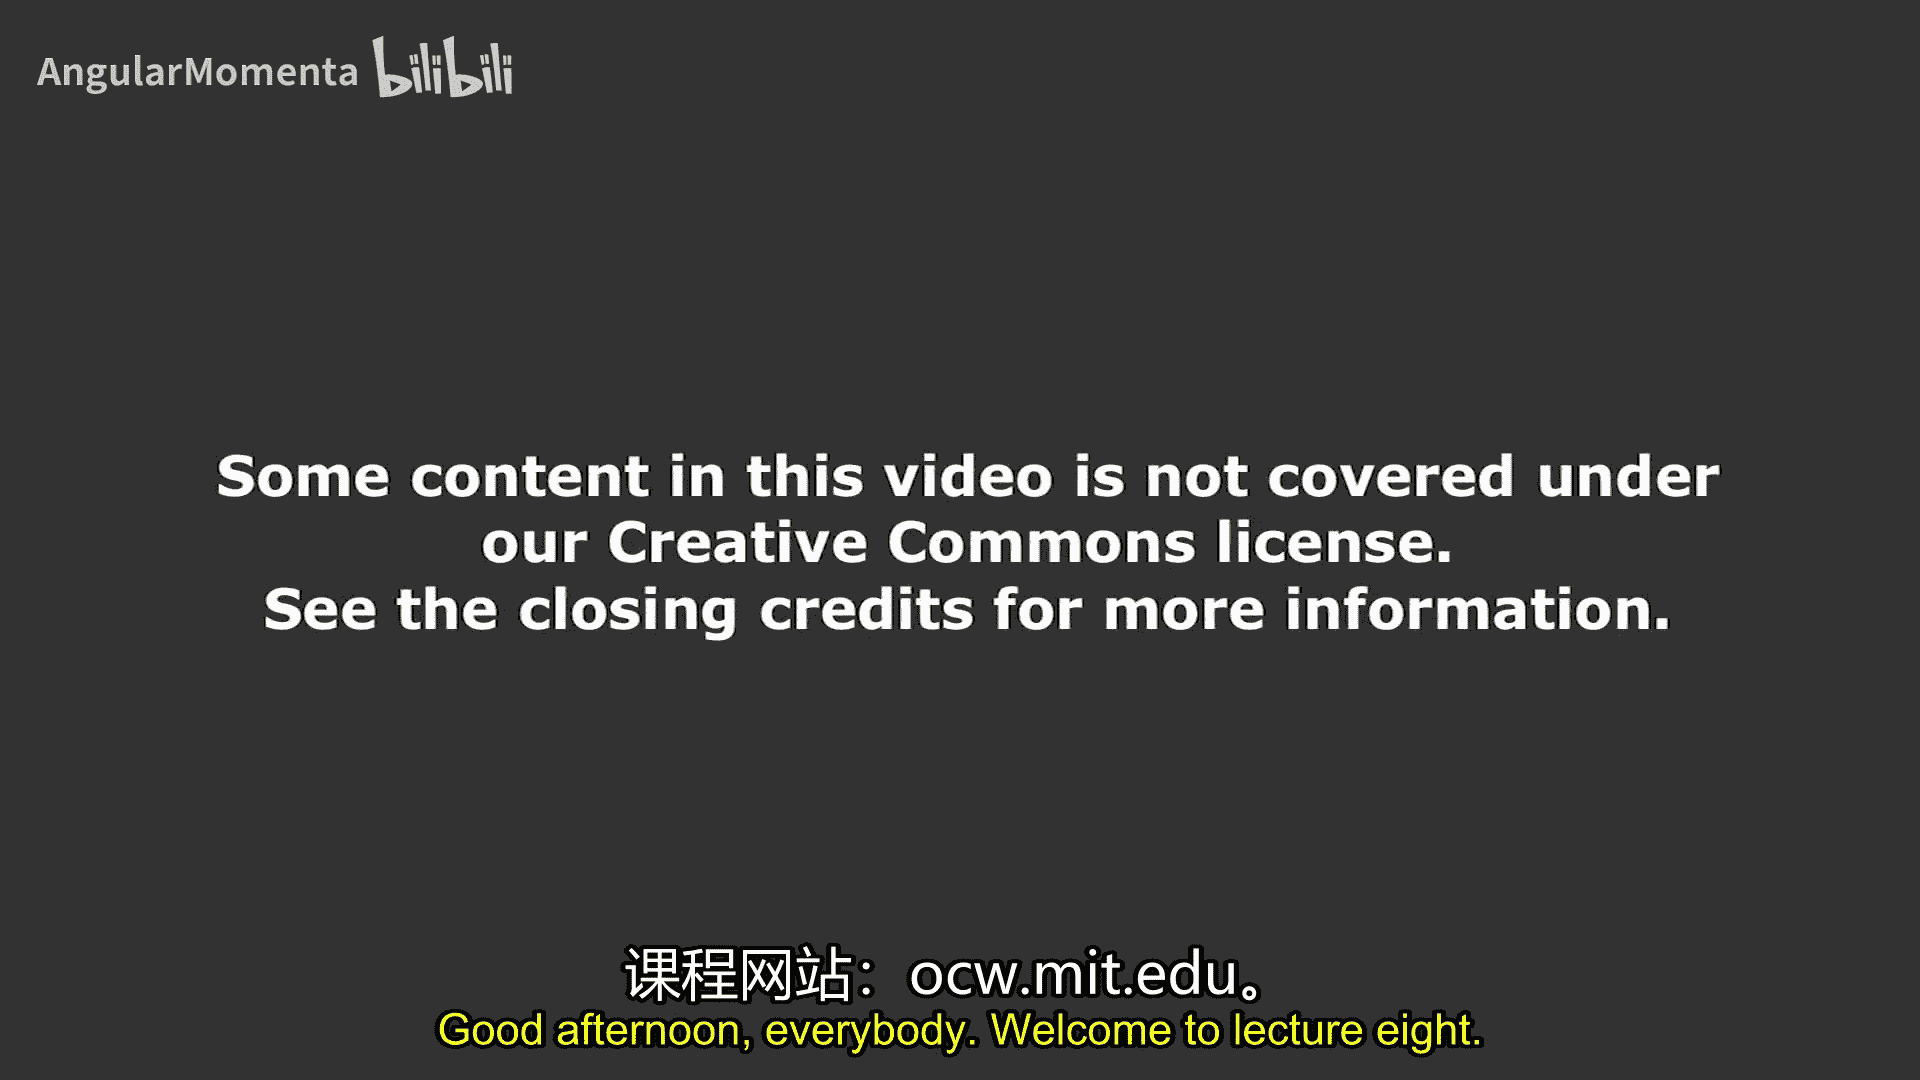 AngularMomenta bilibili
Some content in this video is not covered under
our Creative Commons license.
See the closing credits for more information.
课程网站：ocw.mit.edu。
Good afternoon, everybody. Welcome to lecture eight.